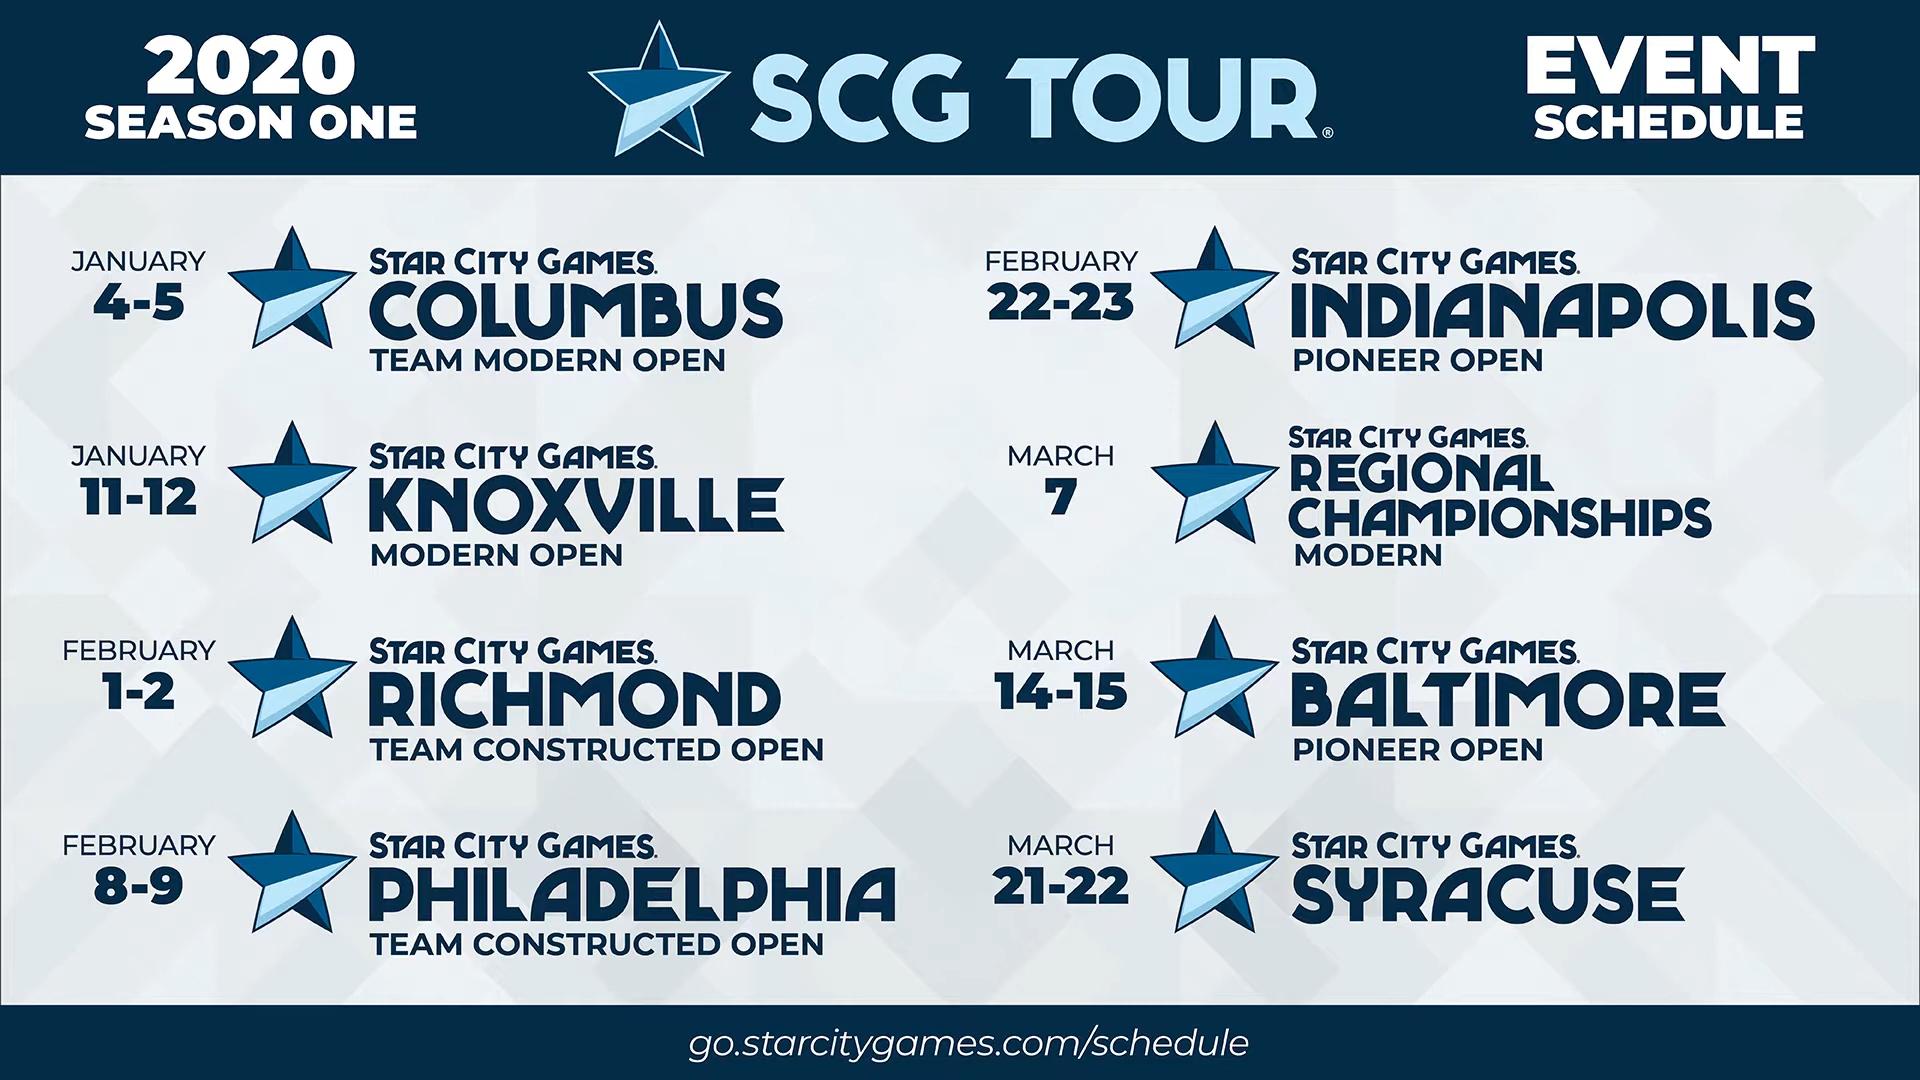 2020
SEASON ONE
SCG TOUR®
EVENT
SCHEDULE
JANUARY
4-5
STAR CITY GAMES.
COLUMBUS
TEAM MODERN OPEN
JANUARY
11-12
STAR CITY GAMES.
KNOXVILLE
MODERN OPEN
FEBRUARY
1-2
STAR CITY GAMES.
RICHMOND
TEAM CONSTRUCTED OPEN
FEBRUARY
8-9
STAR CITY GAMES.
PHILADELPHIA
TEAM CONSTRUCTED OPEN
FEBRUARY
22-23
STAR CITY GAMES.
INDIANAPOLIS
PIONEER OPEN
MARCH
7
STAR CITY GAMES.
REGIONAL
CHAMPIONSHIPS
MODERN
MARCH
14-15
STAR CITY GAMES.
BALTIMORE
PIONEER OPEN
MARCH
21-22
STAR CITY GAMES.
SYRACUSE
go.starcitygames.com/schedule